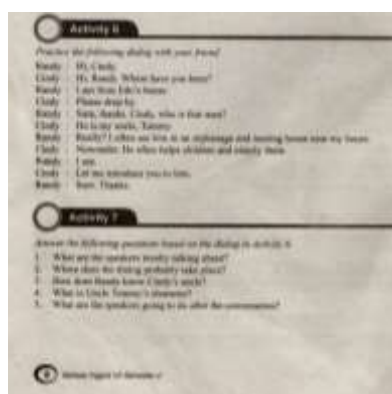 Activity 6
Practice the following dialog with your friend
Randy : Hi, Cindy.
Cindy : Hi, Randy. Where have you been?
Randy : I am from Edo's house.
Cindy : Please drop by.
Randy : Sure, thanks. Cindy, who is that man?
Cindy : He is my uncle, Tommy.
Randy : Really? I often see him in an orphanage and nursing house near my house.
Cindy : No wonder. He often helps children and elderly there.
Randy : I see.
Cindy : Let me introduce you to him.
Randy : Sure. Thanks.
Activity 7
Answer the following questions based on the dialog in activity 6
1. What are the speakers mostly talking about?
2. Where does the dialog probably take place?
3. How does Randy know Cindy's uncle?
4. What is Uncle Tommy's character?
5. What are the speakers going to do after the conversation?